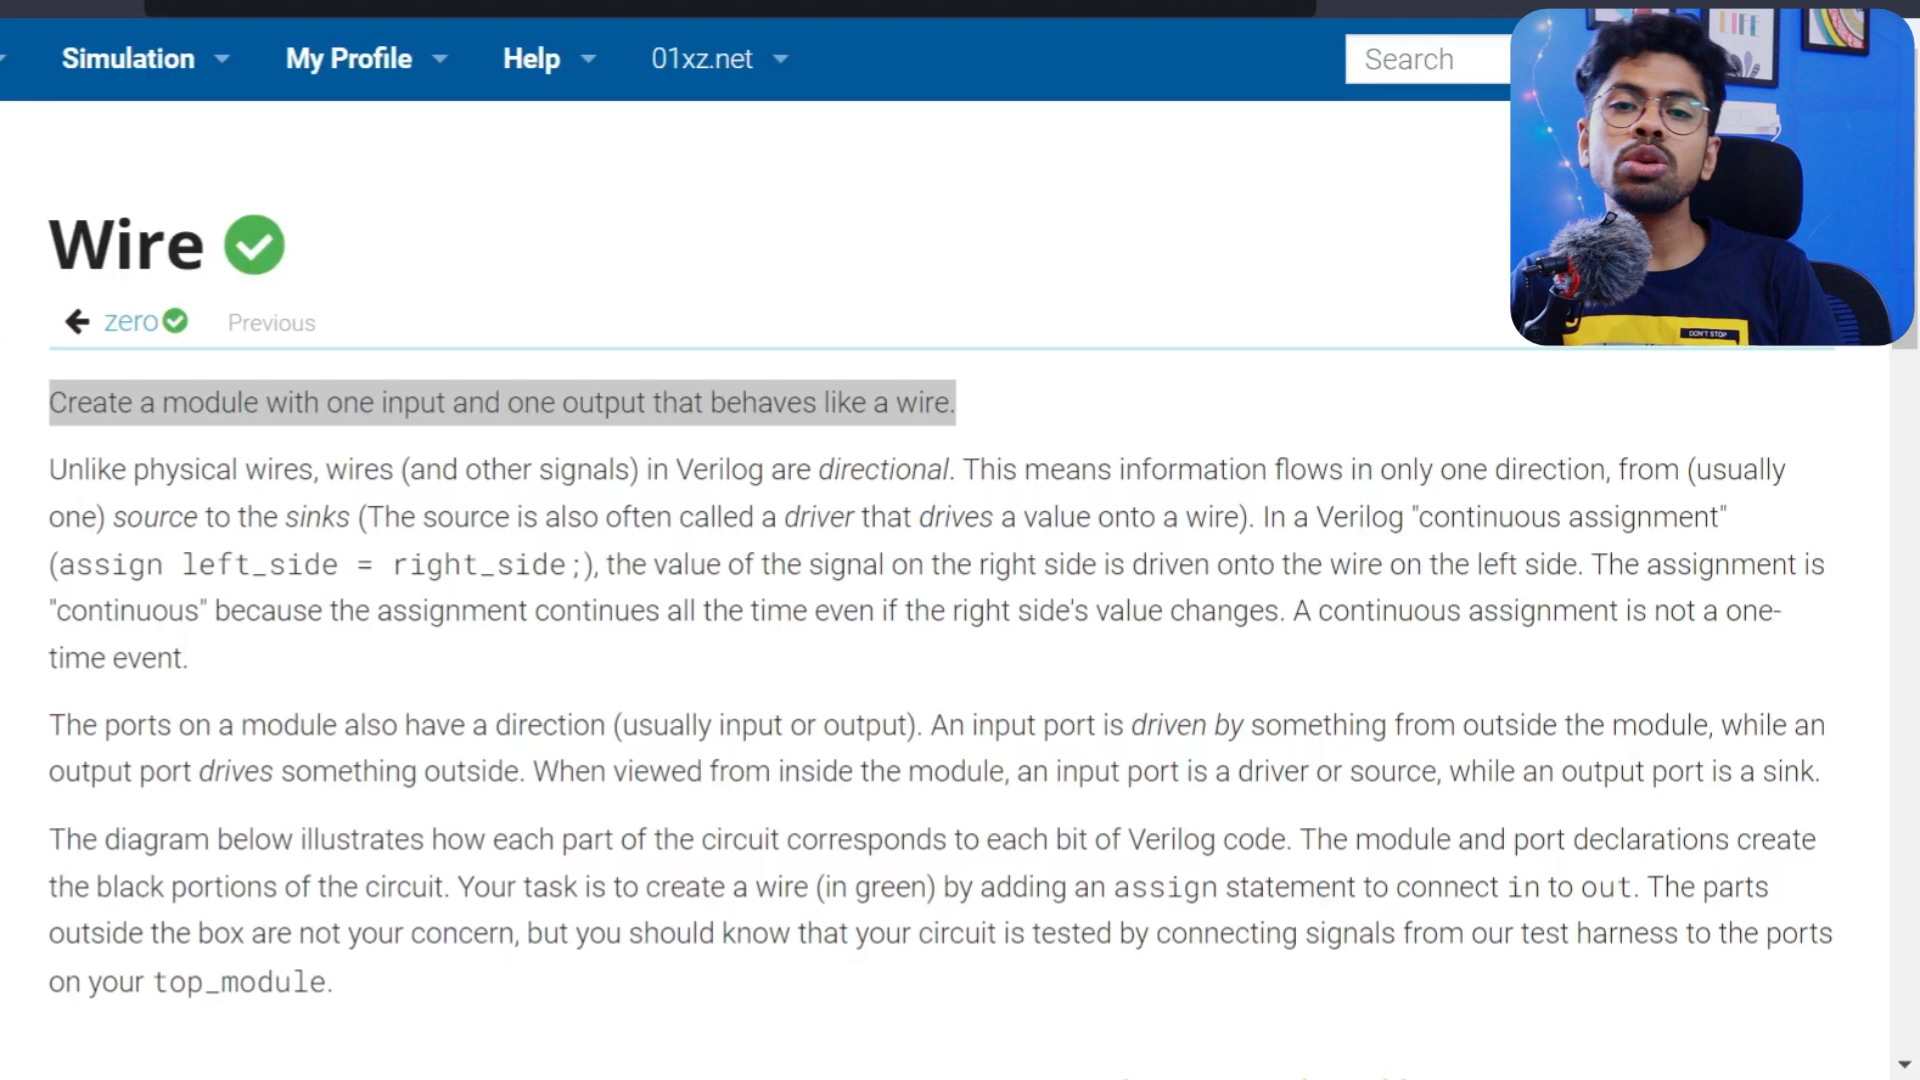 Simulation My Profile Help 01xz.net Search
LIFE
Wire
zero Previous
DON'T STOP
Create a module with one input and one output that behaves like a wire.
Unlike physical wires, wires (and other signals) in Verilog are directional. This means information flows in only one direction, from (usually
one) source to the sinks (The source is also often called a driver that drives a value onto a wire). In a Verilog "continuous assignment"
(assign left_side = right_side;), the value of the signal on the right side is driven onto the wire on the left side. The assignment is
"continuous" because the assignment continues all the time even if the right side's value changes. A continuous assignment is not a one-
time event.
The ports on a module also have a direction (usually input or output). An input port is driven by something from outside the module, while an
output port drives something outside. When viewed from inside the module, an input port is a driver or source, while an output port is a sink.
The diagram below illustrates how each part of the circuit corresponds to each bit of Verilog code. The module and port declarations create
the black portions of the circuit. Your task is to create a wire (in green) by adding an assign statement to connect in to out. The parts
outside the box are not your concern, but you should know that your circuit is tested by connecting signals from our test harness to the ports
on your top_module.